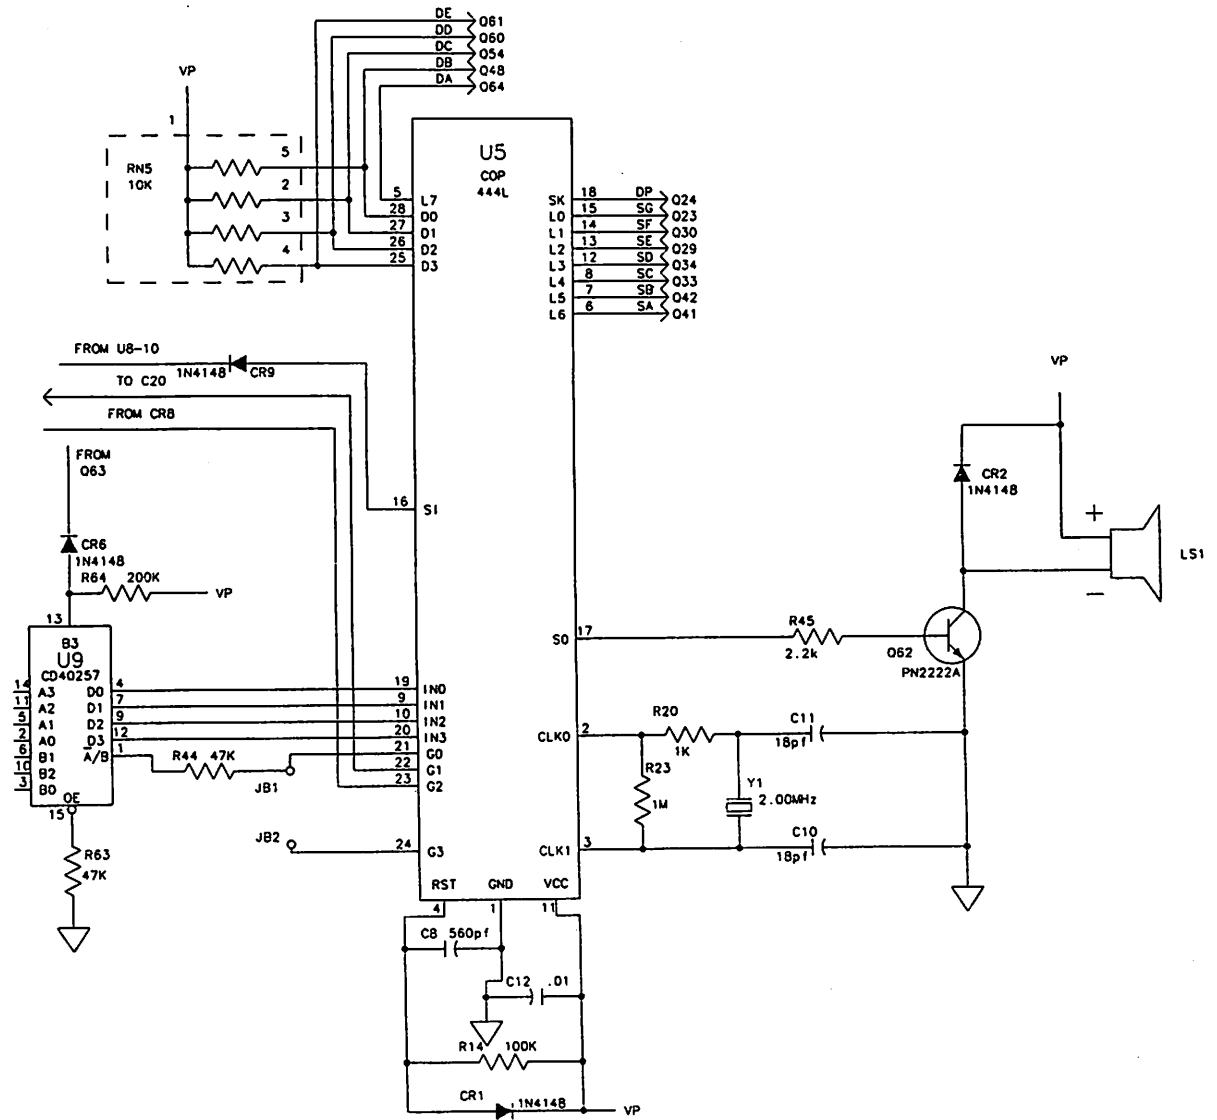 DE Q61
DD Q60
DC Q54
DB Q48
DA Q64
VP
1
RN5
10K
5
2
3
4
U5
COP
444L
5 L7
28 D0
27 D1
26 D2
25 D3
SK 18 DP Q24
L0 15 SG Q23
L1 14 SF Q30
L2 13 SE Q29
L3 12 SD Q34
L4 8 SC Q33
L5 7 SB Q42
L6 6 SA Q41
FROM U8-10
1N4148 CR9
TO C20
FROM CR8
FROM
Q63
16 SI
CR6
1N4148
R64 200K
VP
13
B3
U9
CD40257
14 A3
11 A2
5 A1
2 A0
6 B1
10 B2
3 B0
D0 4
D1 7
D2 9
D3 12
A/B 1
OE
15
R63
47K
R44 47K
JB1
JB2
19 IN0
9 IN1
10 IN2
20 IN3
21 G0
22 G1
23 G2
24 G3
VP
CR2
1N4148
+
−
LS1
SO 17
R45
2.2k
Q62
PN2222A
CLKO 2
R20
1K
C11
18pf
R23
1M
Y1
2.00MHz
C10
18pf
CLK1 3
RST GND VCC
4 1 11
C8 560pf
C12 .01
R14 100K
CR1 1N4148
VP